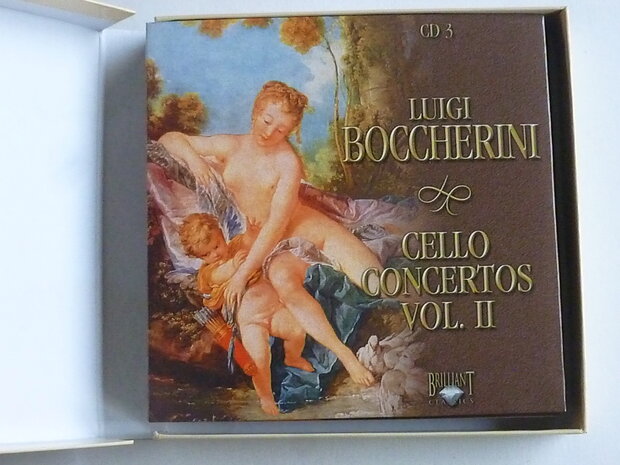 CD 3
LUIGI
BOCCHERINI
CELLO
CONCERTOS
VOL. II
BRILLIANT
CLASSICS